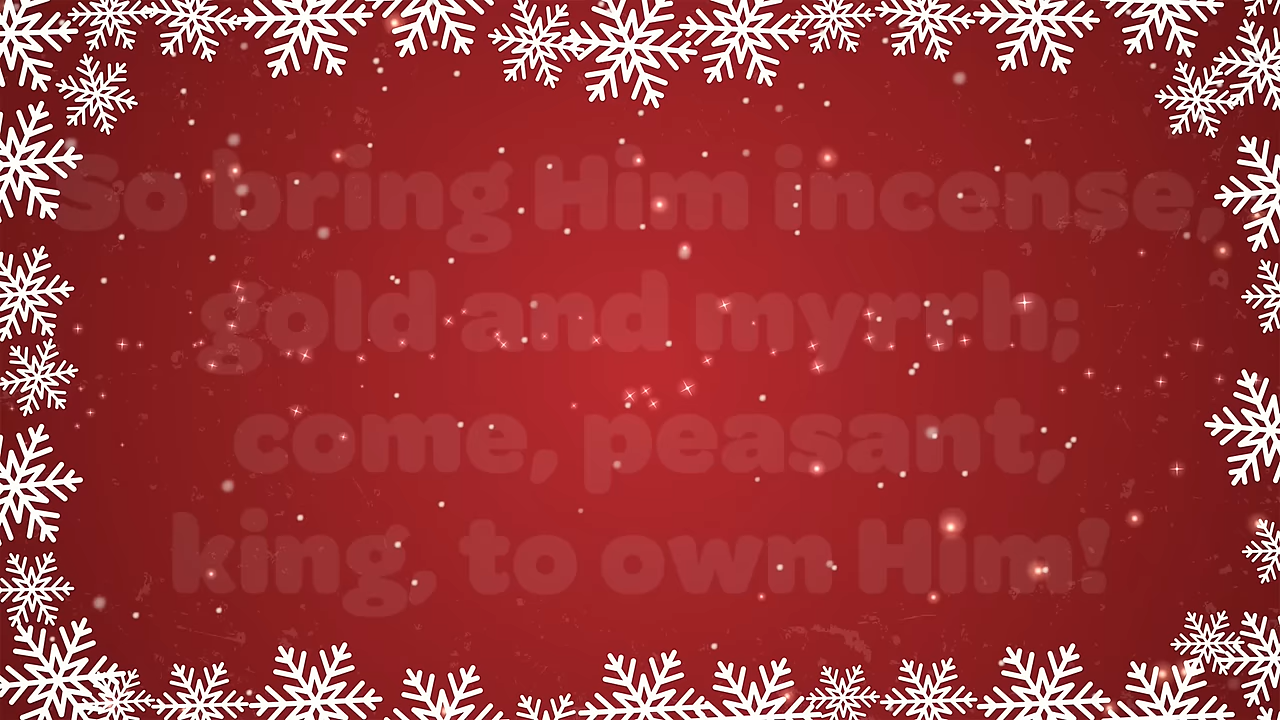 So bring Him incense,
gold and myrrh;
come, peasant,
king, to own Him!